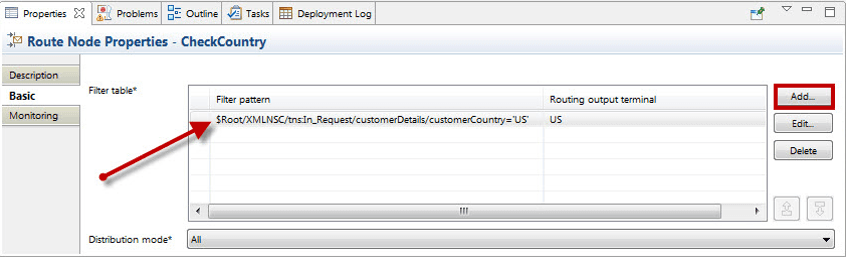 Properties Problems Outline Tasks Deployment Log
Route Node Properties - CheckCountry
Description
Basic
Monitoring
Filter table*
Filter pattern Routing output terminal
$Root/XMLNSC/tns:In_Request/customerDetails/customerCountry='US' US
Add...
Edit...
Delete
Distribution mode* All